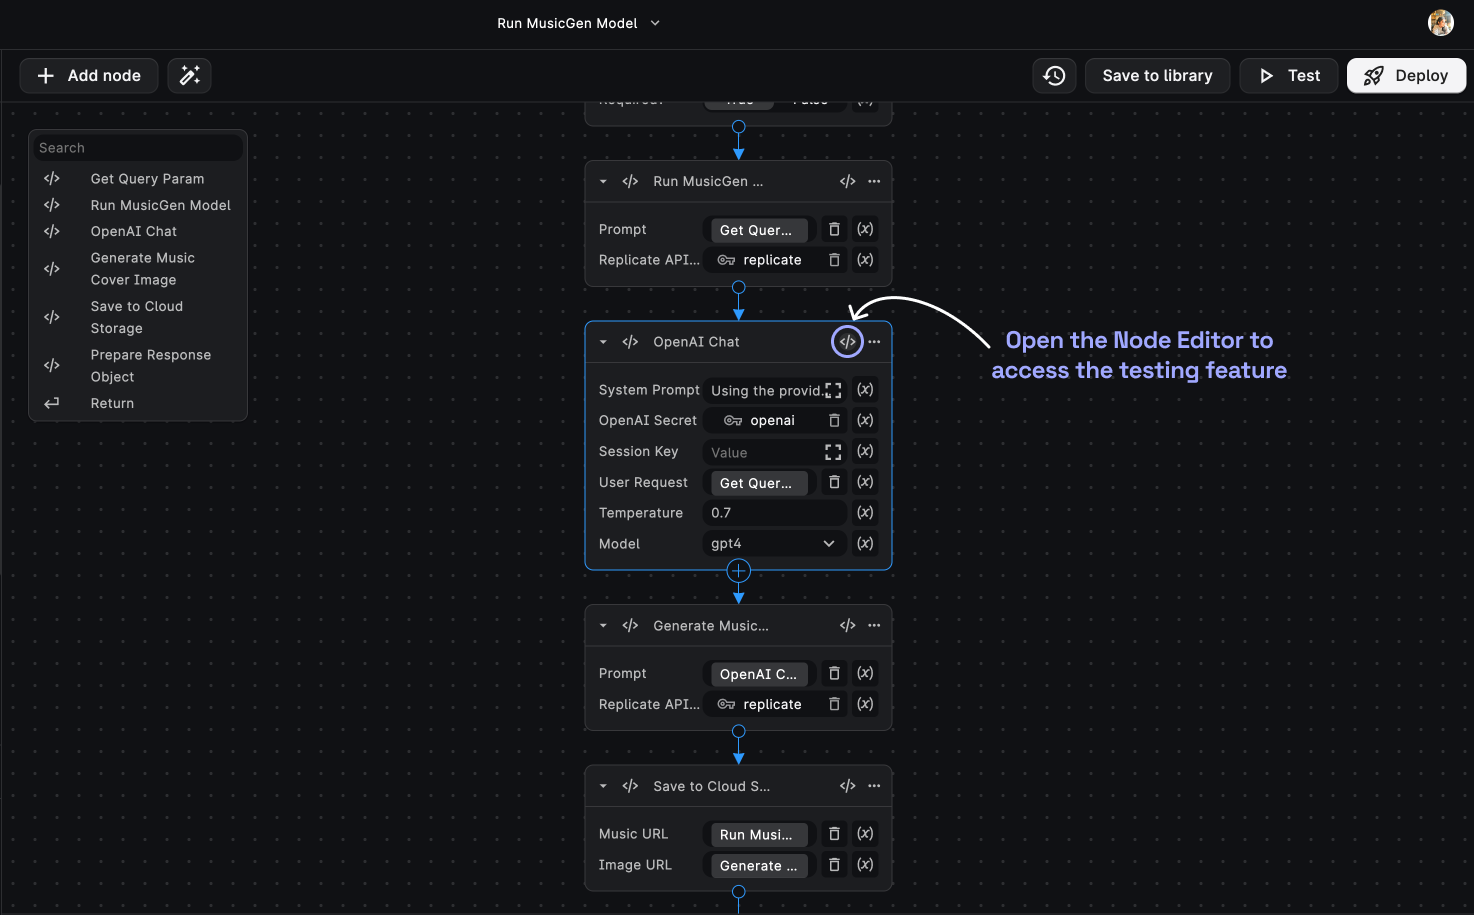 Run MusicGen Model
Add node
Save to library
Test
Deploy
Search
Get Query Param
Run MusicGen Model
OpenAI Chat
Generate Music
Cover Image
Save to Cloud
Storage
Prepare Response
Object
Return
Required?
True
False
(x)
Run MusicGen ...
Prompt
Get Quer...
(x)
Replicate API...
replicate
(x)
OpenAI Chat
System Prompt
Using the provid.
(x)
OpenAI Secret
openai
(x)
Session Key
Value
(x)
User Request
Get Quer...
(x)
Temperature
0.7
(x)
Model
gpt4
(x)
Generate Music...
Prompt
OpenAI C...
(x)
Replicate API...
replicate
(x)
Save to Cloud S...
Music URL
Run Musi...
(x)
Image URL
Generate ...
(x)
Open the Node Editor to
access the testing feature